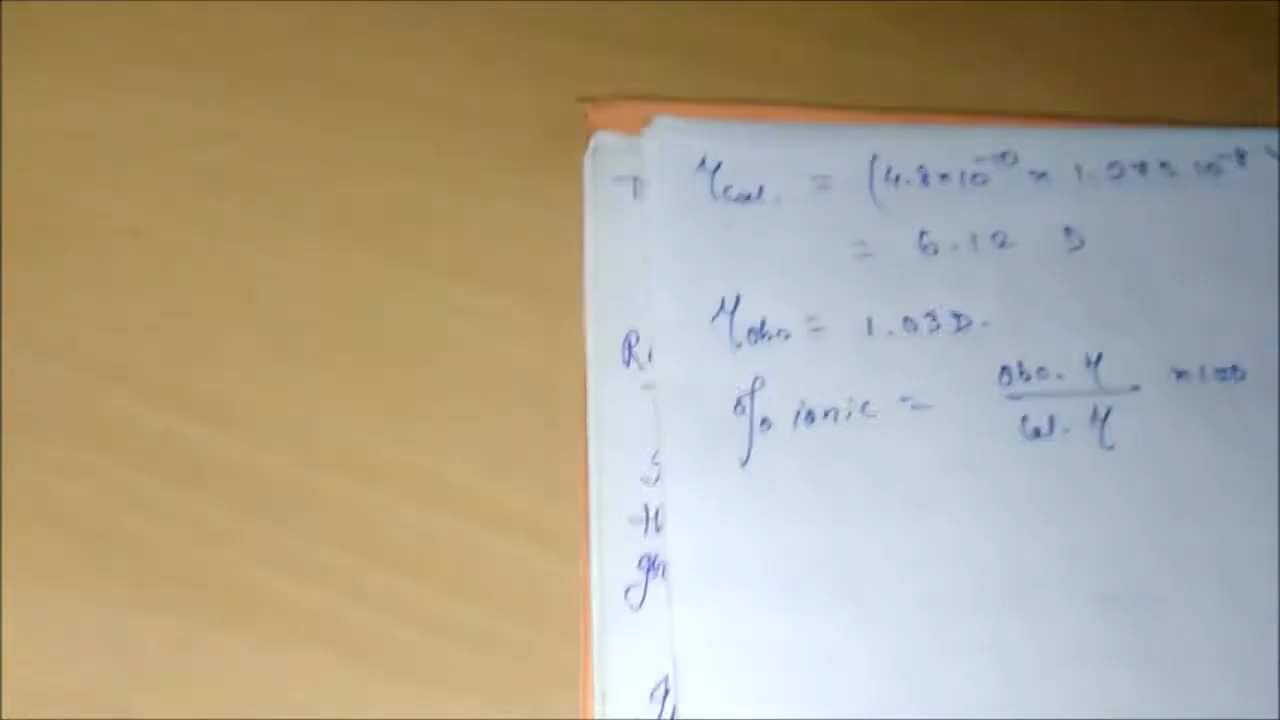 μcal. = (4.8×10⁻¹⁰ × 1.275×10⁻⁸
= 6.12 D
μobs = 1.03 D.
% ionic = obs. μ / cal. μ ×100